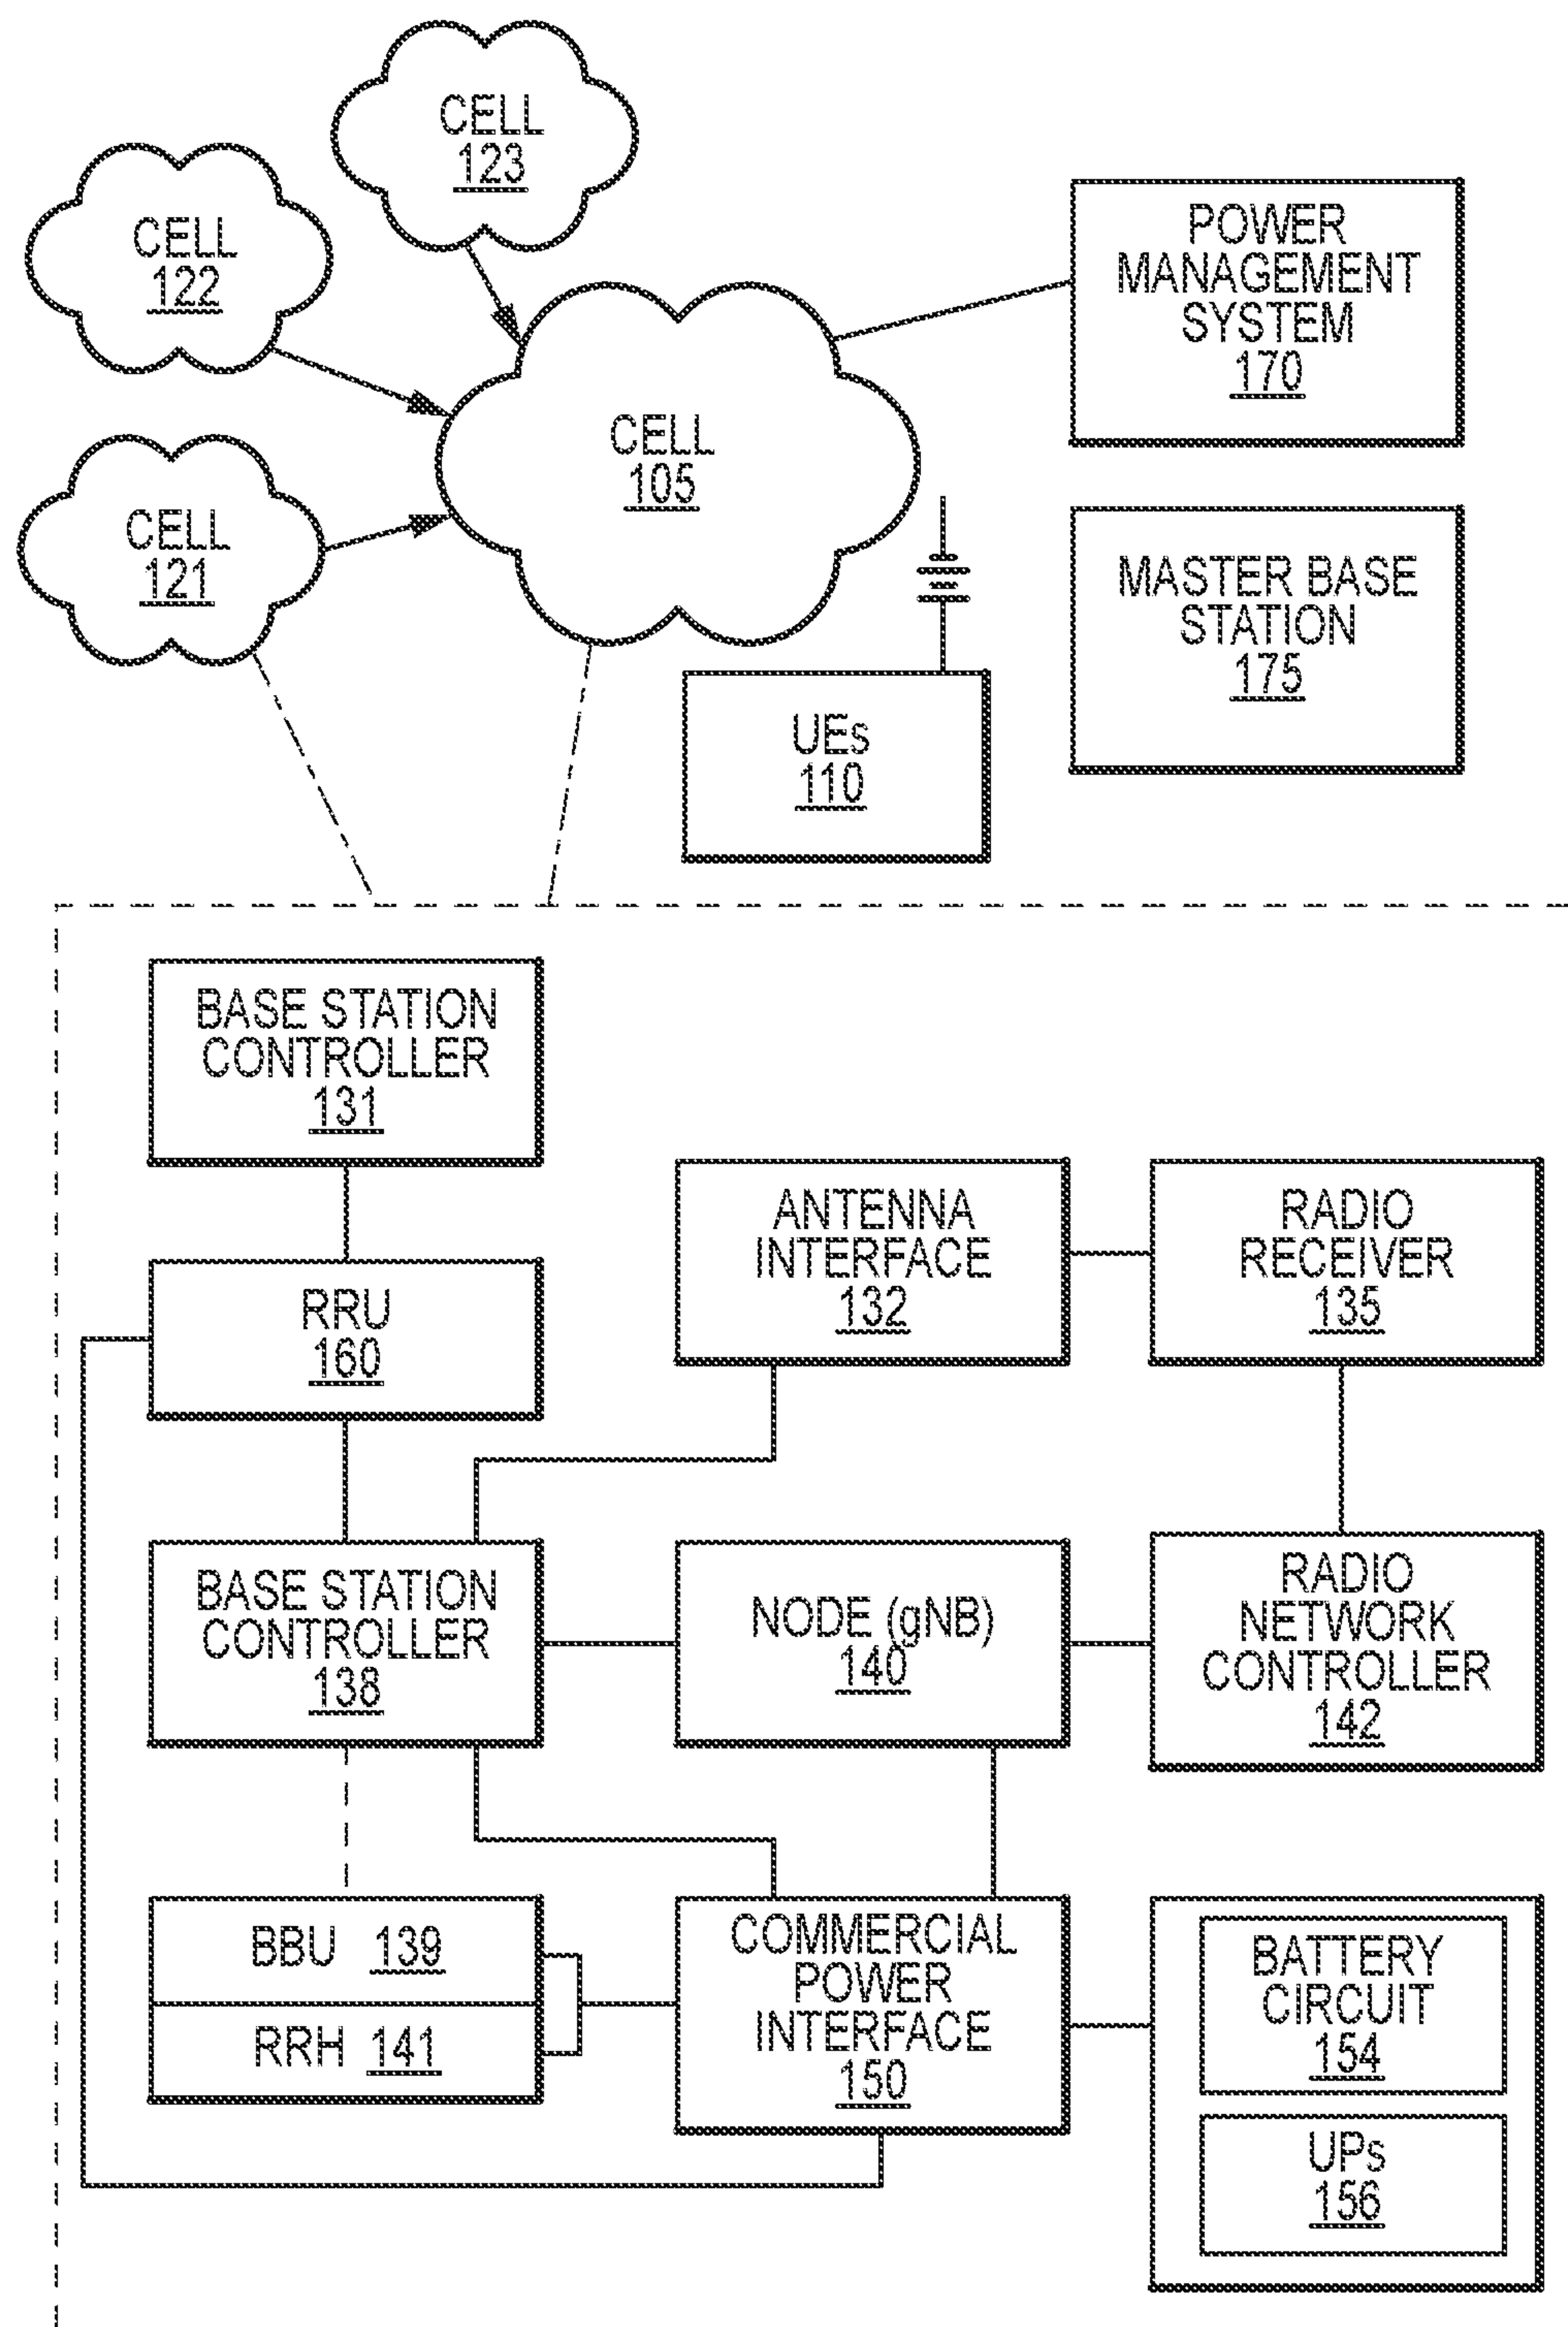 CELL
123
CELL
122
CELL
121
CELL
105
POWER
MANAGEMENT
SYSTEM
170
MASTER BASE
STATION
175
UEs
110
BASE STATION
CONTROLLER
131
RRU
160
ANTENNA
INTERFACE
132
RADIO
RECEIVER
135
BASE STATION
CONTROLLER
138
NODE (gNB)
140
RADIO
NETWORK
CONTROLLER
142
BBU 139
RRH 141
COMMERCIAL
POWER
INTERFACE
150
BATTERY
CIRCUIT
154
UPs
156